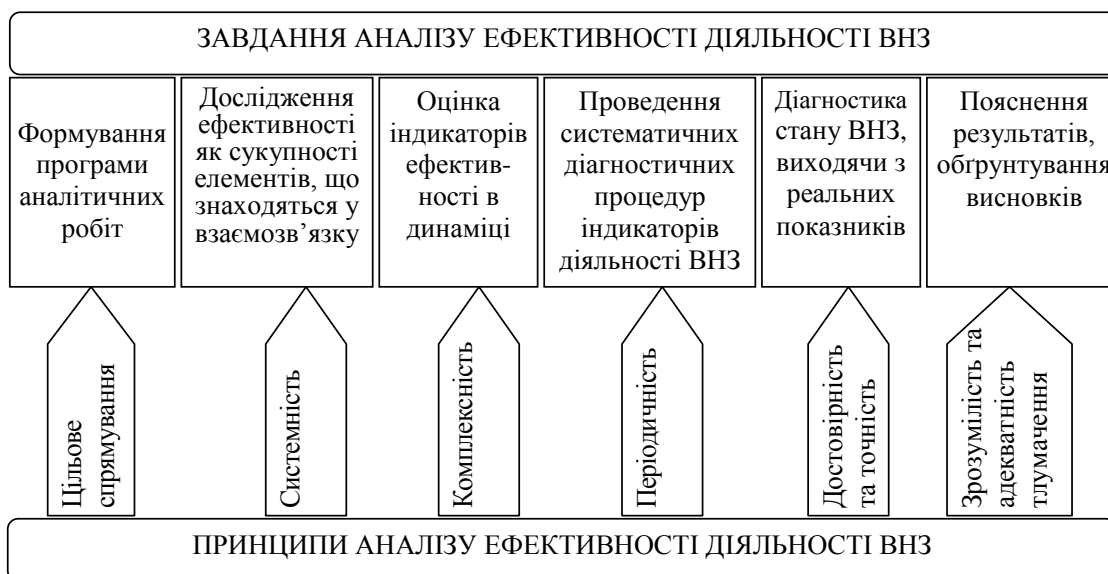 ЗАВДАННЯ АНАЛІЗУ ЕФЕКТИВНОСТІ ДІЯЛЬНОСТІ ВНЗ
Формування
програми
аналітичних
робіт
Дослідження
ефективності
як сукупності
елементів, що
знаходяться у
взаємозв’язку
Оцінка
індикаторів
ефектив-
ності в
динаміці
Проведення
систематичних
діагностичних
процедур
індикаторів
діяльності ВНЗ
Діагностика
стану ВНЗ,
виходячи з
реальних
показників
Пояснення
результатів,
обґрунтування
висновків
Цільове
спрямування
Системність
Комплексність
Періодичність
Достовірність
та точність
Зрозумілість та
адекватність
тлумачення
ПРИНЦИПИ АНАЛІЗУ ЕФЕКТИВНОСТІ ДІЯЛЬНОСТІ ВНЗ